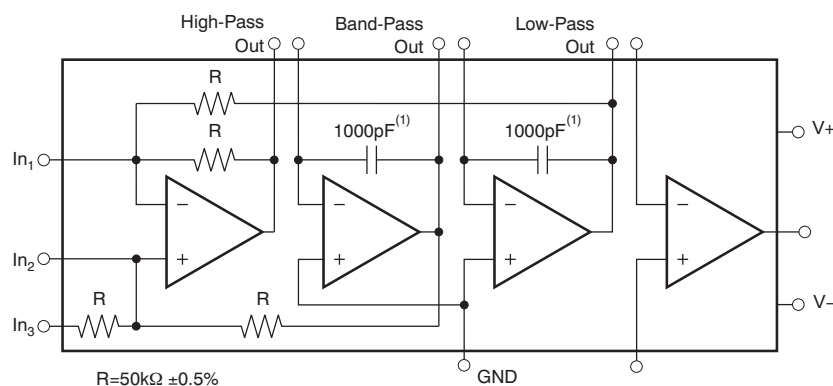 High-Pass
Out
Band-Pass
Out
Low-Pass
Out
R
R
1000pF(1)
1000pF(1)
V+
In1
−
−
−
−
In2
+
+
+
+
R
R
In3
V−
R=50kΩ ±0.5%
GND